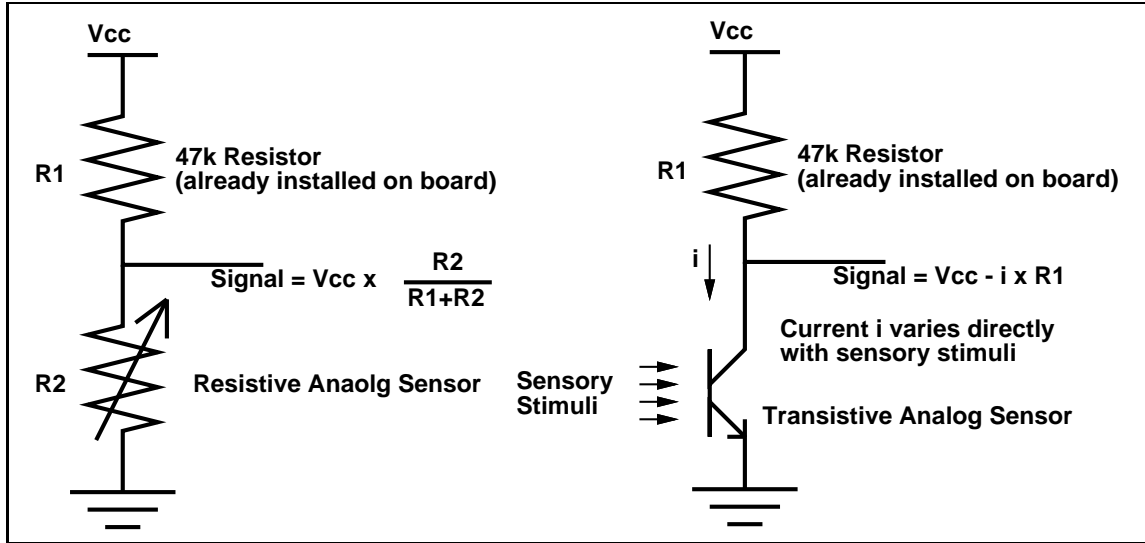 Vcc
R1
47k Resistor
(already installed on board)
Signal = Vcc x
R2
R1+R2
R2
Resistive Anaolg Sensor
Vcc
R1
47k Resistor
(already installed on board)
i
Signal = Vcc - i x R1
Current i varies directly
with sensory stimuli
Sensory
Stimuli
Transistive Analog Sensor